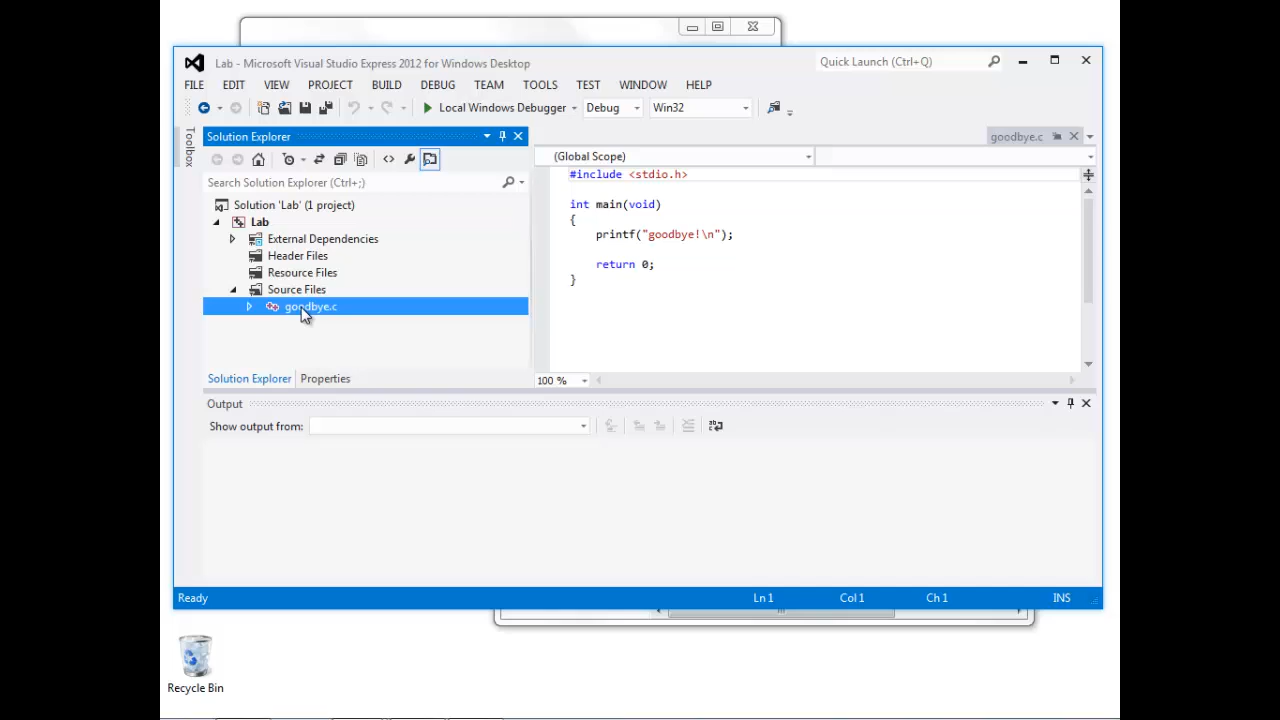 Lab - Microsoft Visual Studio Express 2012 for Windows Desktop
Quick Launch (Ctrl+Q)
FILE EDIT VIEW PROJECT BUILD DEBUG TEAM TOOLS TEST WINDOW HELP
Local Windows Debugger Debug Win32
Toolbox
Solution Explorer
goodbye.c
(Global Scope)
Search Solution Explorer (Ctrl+;)
Solution 'Lab' (1 project)
Lab
External Dependencies
Header Files
Resource Files
Source Files
goodbye.c
#include <stdio.h>
int main(void)
{
printf("goodbye!\n");
return 0;
}
Solution Explorer Properties
100 %
Output
Show output from:
Ready Ln 1 Col 1 Ch 1 INS
Recycle Bin